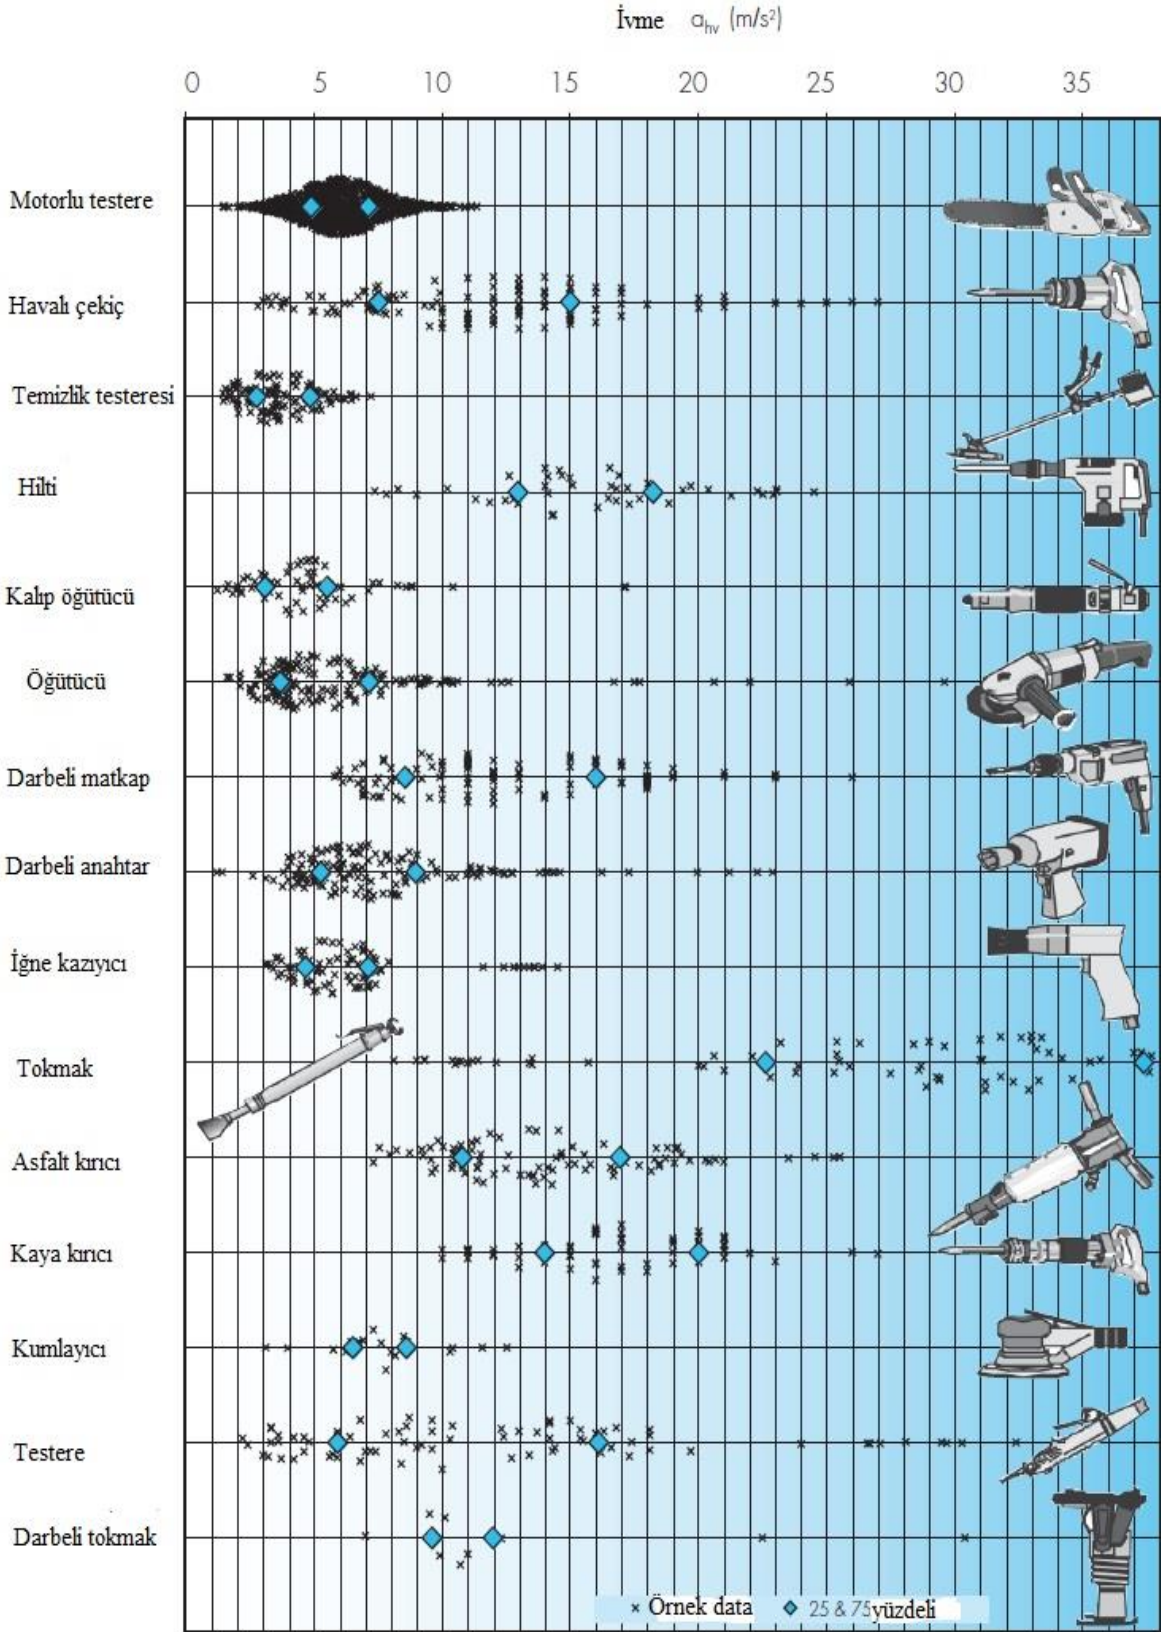 İvme a_hv (m/s²)
0 5 10 15 20 25 30 35
Motorlu testere
Havalı çekiç
Temizlik testeresi
Hilti
Kalıp öğütücü
Öğütücü
Darbeli matkap
Darbeli anahtar
İğne kazıyıcı
Tokmak
Asfalt kırıcı
Kaya kırıcı
Kumlayıcı
Testere
Darbeli tokmak
× Örnek data 25 & 75 yüzdeli